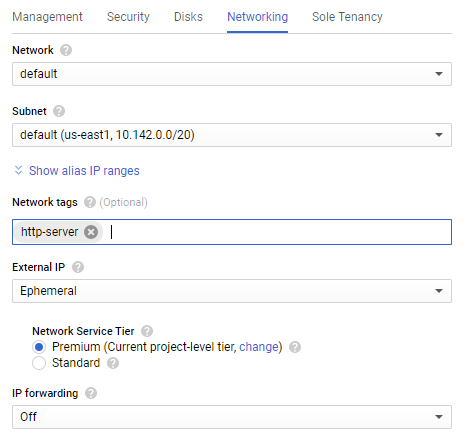 Management Security Disks Networking Sole Tenancy
Network
default
Subnet
default (us-east1, 10.142.0.0/20)
Show alias IP ranges
Network tags (Optional)
http-server
External IP
Ephemeral
Network Service Tier
Premium (Current project-level tier, change)
Standard
IP forwarding
Off